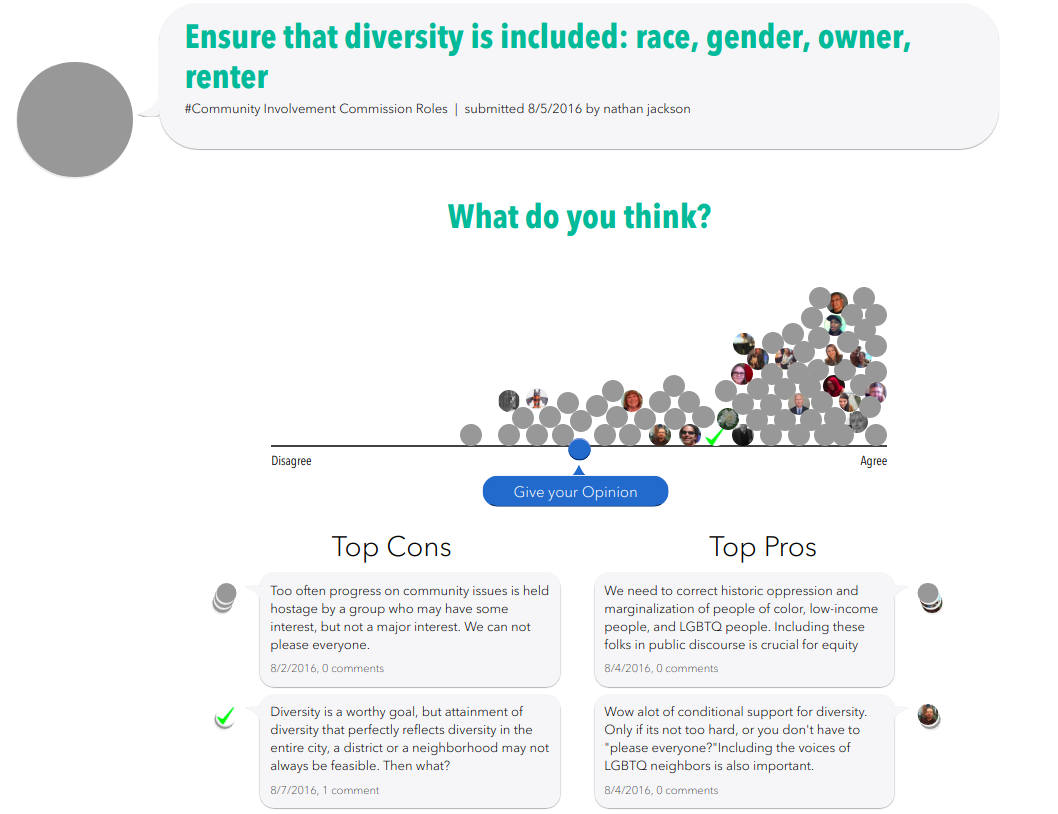 Ensure that diversity is included: race, gender, owner,
renter
#Community Involvement Commission Roles | submitted 8/5/2016 by nathan jackson
What do you think?
Disagree
Agree
Give your Opinion
Top Cons
Too often progress on community issues is held
hostage by a group who may have some
interest, but not a major interest. We can not
please everyone.
8/2/2016, 0 comments
Diversity is a worthy goal, but attainment of
diversity that perfectly reflects diversity in the
entire city, a district or a neighborhood may not
always be feasible. Then what?
8/7/2016, 1 comment
Top Pros
We need to correct historic oppression and
marginalization of people of color, low-income
people, and LGBTQ people. Including these
folks in public discourse is crucial for equity
8/4/2016, 0 comments
Wow alot of conditional support for diversity.
Only if its not too hard, or you don't have to
"please everyone?"Including the voices of
LGBTQ neighbors is also important.
8/4/2016, 0 comments